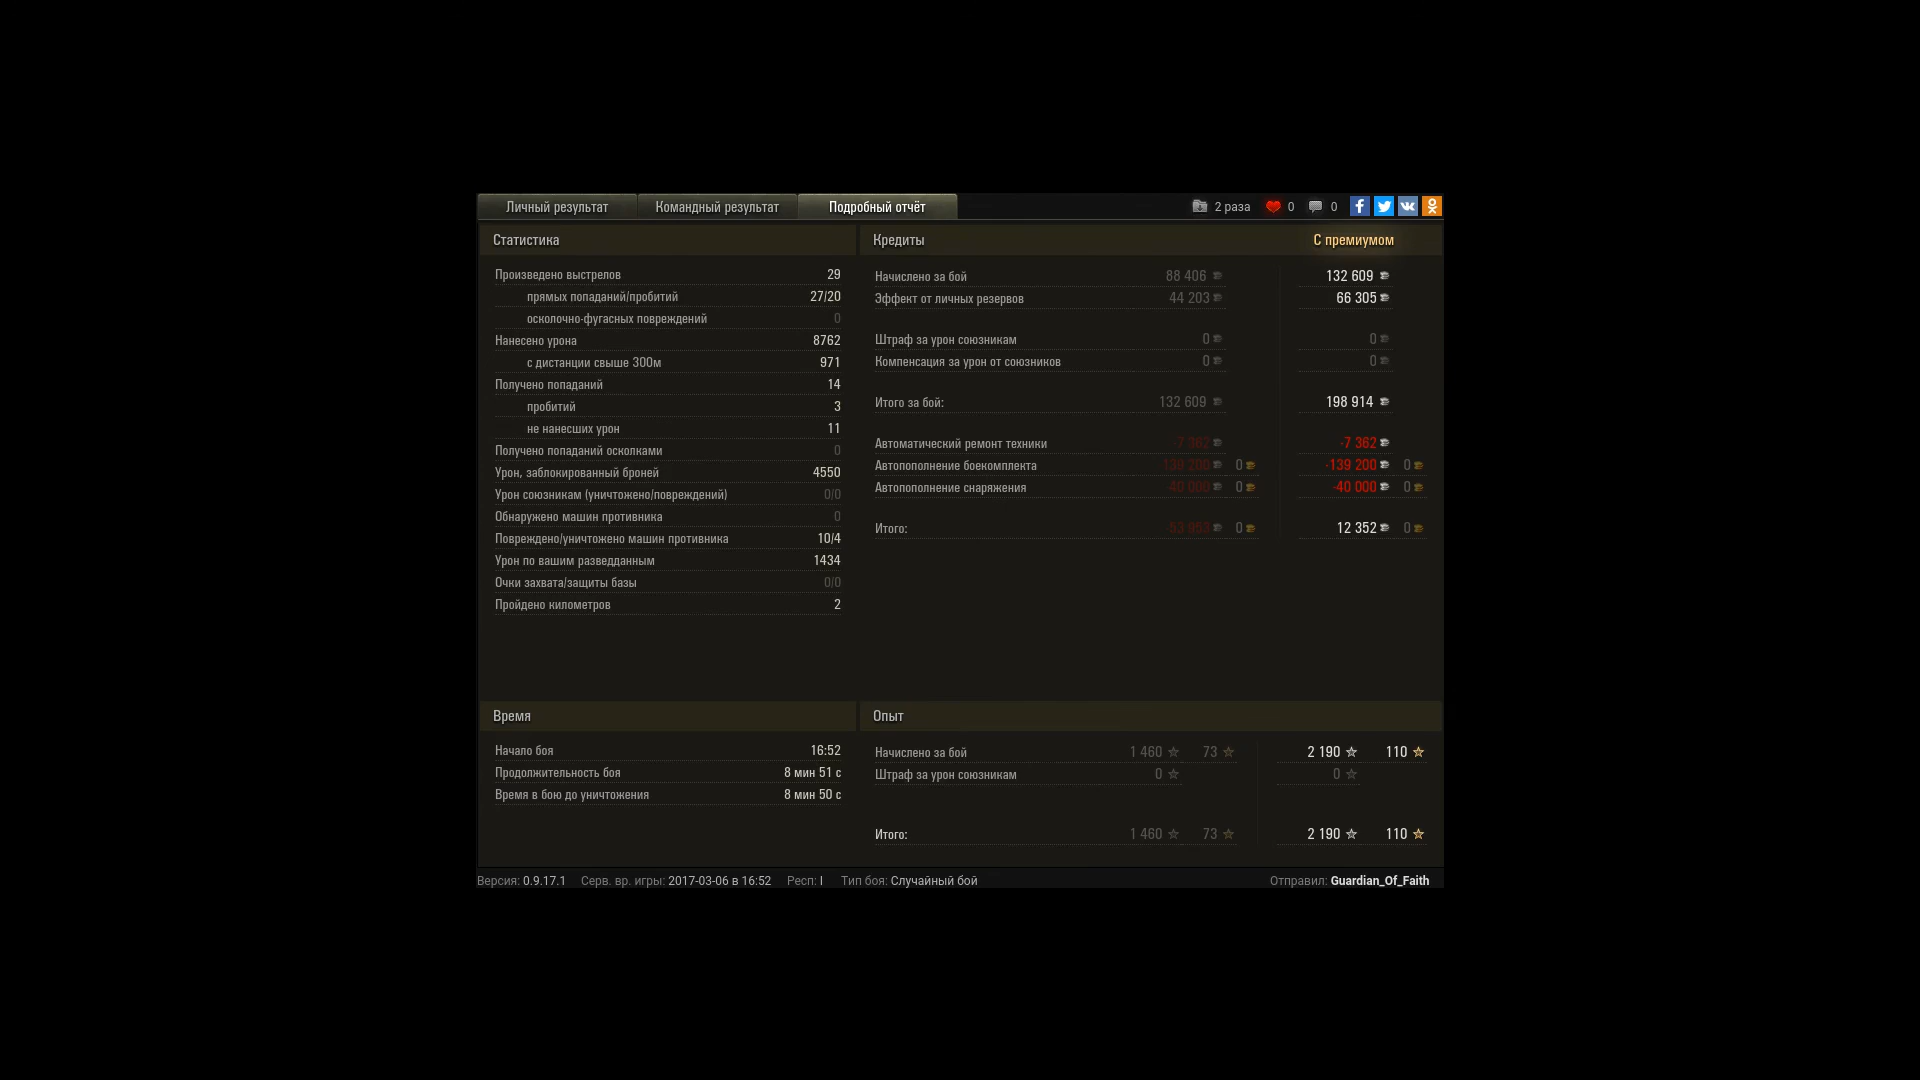 Личный результат Командный результат Подробный отчёт 2 раза 0 0
Статистика
Произведено выстрелов 29
прямых попаданий/пробитий 27/20
осколочно-фугасных повреждений 0
Нанесено урона 8762
с дистанции свыше 300м 971
Получено попаданий 14
пробитий 3
не нанесших урон 11
Получено попаданий осколками 0
Урон, заблокированный броней 4550
Урон союзникам (уничтожено/повреждений) 0/0
Обнаружено машин противника 0
Повреждено/уничтожено машин противника 10/4
Урон по вашим разведданным 1434
Очки захвата/защиты базы 0/0
Пройдено километров 2
Кредиты С премиумом
Начислено за бой 88 406 132 609
Эффект от личных резервов 44 203 66 305
Штраф за урон союзникам 0 0
Компенсация за урон от союзников 0 0
Итого за бой: 132 609 198 914
Автоматический ремонт техники -7 362 -7 362
Автопополнение боекомплекта -139 200 0 -139 200 0
Автопополнение снаряжения -40 000 0 -40 000 0
Итого: -53 953 0 12 352 0
Время
Начало боя 16:52
Продолжительность боя 8 мин 51 с
Время в бою до уничтожения 8 мин 50 с
Опыт
Начислено за бой 1 460 73 2 190 110
Штраф за урон союзникам 0 0
Итого: 1 460 73 2 190 110
Версия: 0.9.17.1 Серв. вр. игры: 2017-03-06 в 16:52 Респ: I Тип боя: Случайный бой Отправил: Guardian_Of_Faith